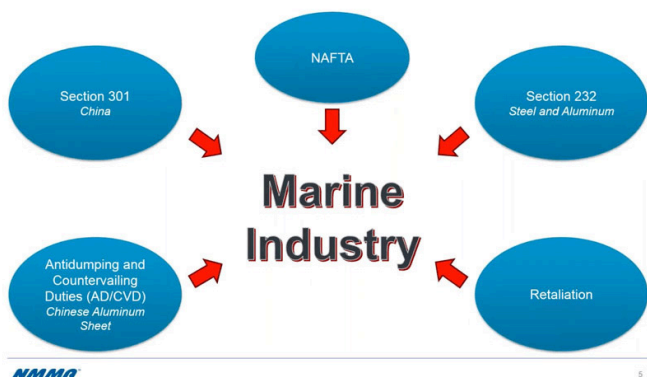 NAFTA
Section 301
China
Section 232
Steel and Aluminum
Marine
Industry
Antidumping and
Countervailing
Duties (AD/CVD)
Chinese Aluminum
Sheet
Retaliation
NMMA
5